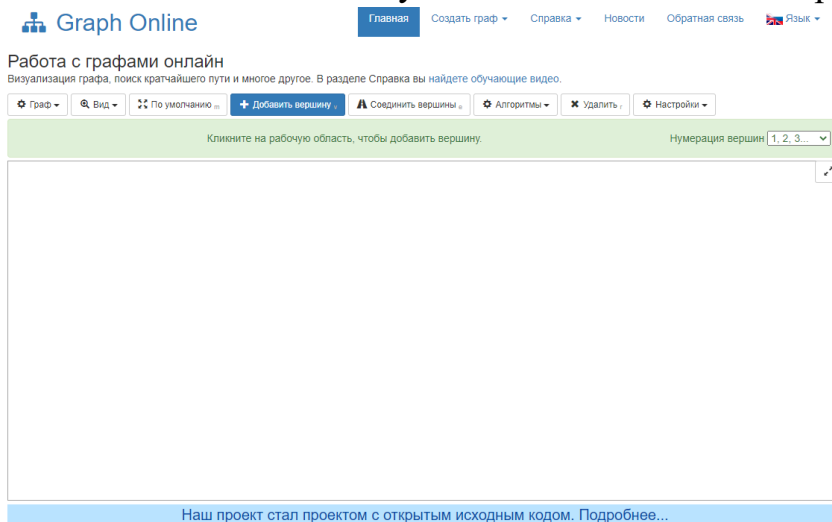 Graph Online
Главная Создать граф Справка Новости Обратная связь Язык
Работа с графами онлайн
Визуализация графа, поиск кратчайшего пути и многое другое. В разделе Справка вы найдете обучающие видео.
Граф Вид По умолчанию m Добавить вершину v Соединить вершины e Алгоритмы Удалить r Настройки
Кликните на рабочую область, чтобы добавить вершину. Нумерация вершин 1, 2, 3...
Наш проект стал проектом с открытым исходным кодом. Подробнее...